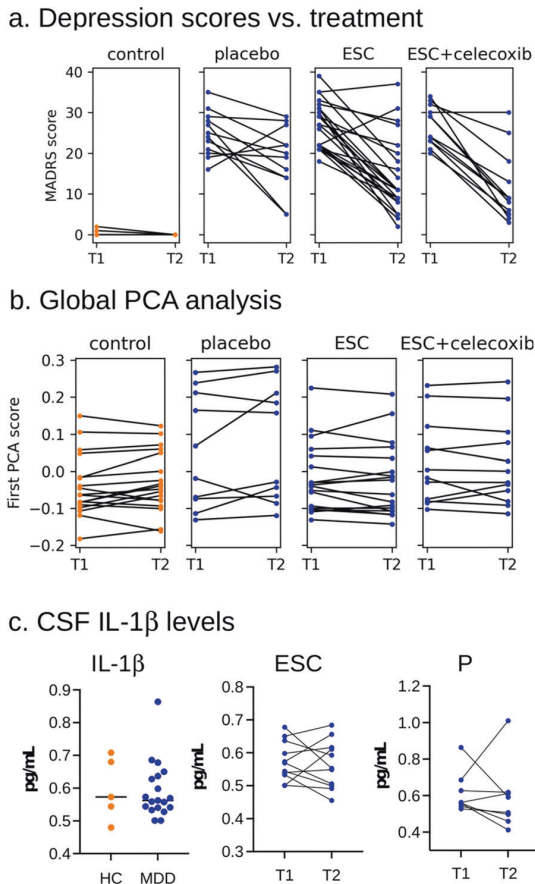 a. Depression scores vs. treatment
control placebo ESC ESC+celecoxib
MADRS score
40
30
20
10
0
T1 T2 T1 T2 T1 T2 T1 T2
b. Global PCA analysis
control placebo ESC ESC+celecoxib
First PCA score
0.3
0.2
0.1
0.0
−0.1
−0.2
T1 T2 T1 T2 T1 T2 T1 T2
c. CSF IL-1β levels
IL-1β
pg/mL
0.9
0.8
0.7
0.6
0.5
0.4
HC MDD
ESC
pg/mL
0.8
0.7
0.6
0.5
0.4
0.3
T1 T2
P
pg/mL
1.2
1.0
0.8
0.6
0.4
T1 T2